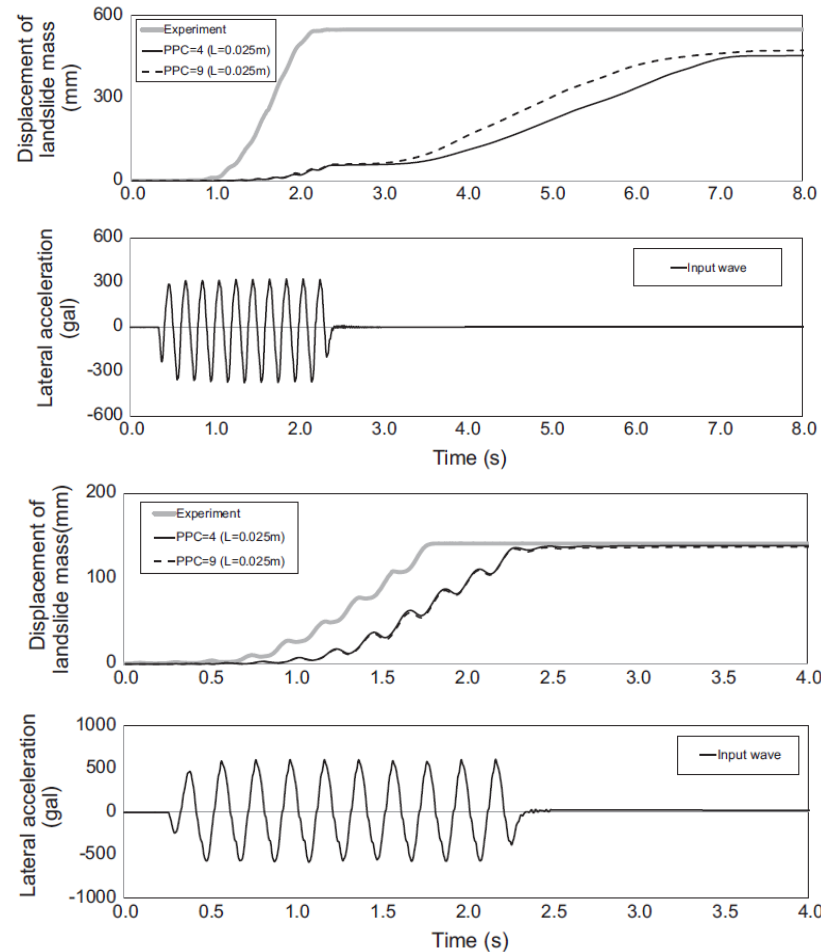 Displacement of
landslide mass
(mm)
600
300
0
Experiment
PPC=4 (L=0.025m)
PPC=9 (L=0.025m)
0.0 1.0 2.0 3.0 4.0 5.0 6.0 7.0 8.0
Lateral acceleration
(gal)
600
300
0
-300
-600
Input wave
0.0 1.0 2.0 3.0 4.0 5.0 6.0 7.0 8.0
Time (s)
Displacement of
landslide mass(mm)
200
100
0
Experiment
PPC=4 (L=0.025m)
PPC=9 (L=0.025m)
0.0 0.5 1.0 1.5 2.0 2.5 3.0 3.5 4.0
Lateral acceleration
(gal)
1000
500
0
-500
-1000
Input wave
0.0 0.5 1.0 1.5 2.0 2.5 3.0 3.5 4.0
Time (s)